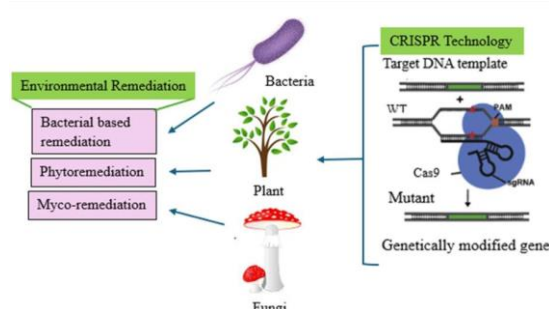 Environmental Remediation
Bacterial based
remediation
Phytoremediation
Myco-remediation
Bacteria
Plant
Fungi
CRISPR Technology
Target DNA template
+
WT
PAM
Cas9
sgRNA
Mutant
Genetically modified gene